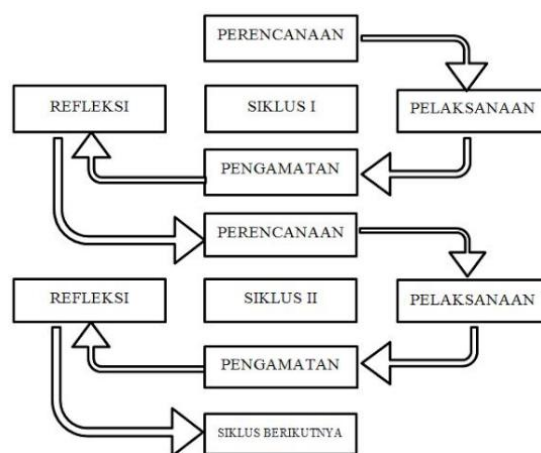 PERENCANAAN
REFLEKSI
SIKLUS I
PELAKSANAAN
PENGAMATAN
PERENCANAAN
REFLEKSI
SIKLUS II
PELAKSANAAN
PENGAMATAN
SIKLUS BERIKUTNYA